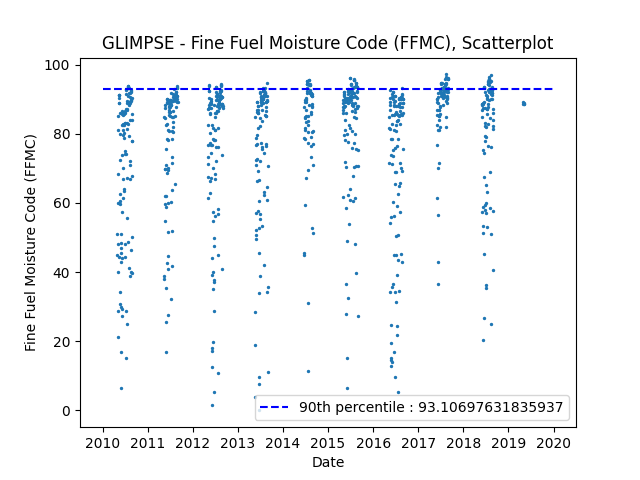 GLIMPSE - Fine Fuel Moisture Code (FFMC), Scatterplot
100
80
60
40
20
0
Fine Fuel Moisture Code (FFMC)
90th percentile : 93.10697631835937
2010 2011 2012 2013 2014 2015 2016 2017 2018 2019 2020
Date